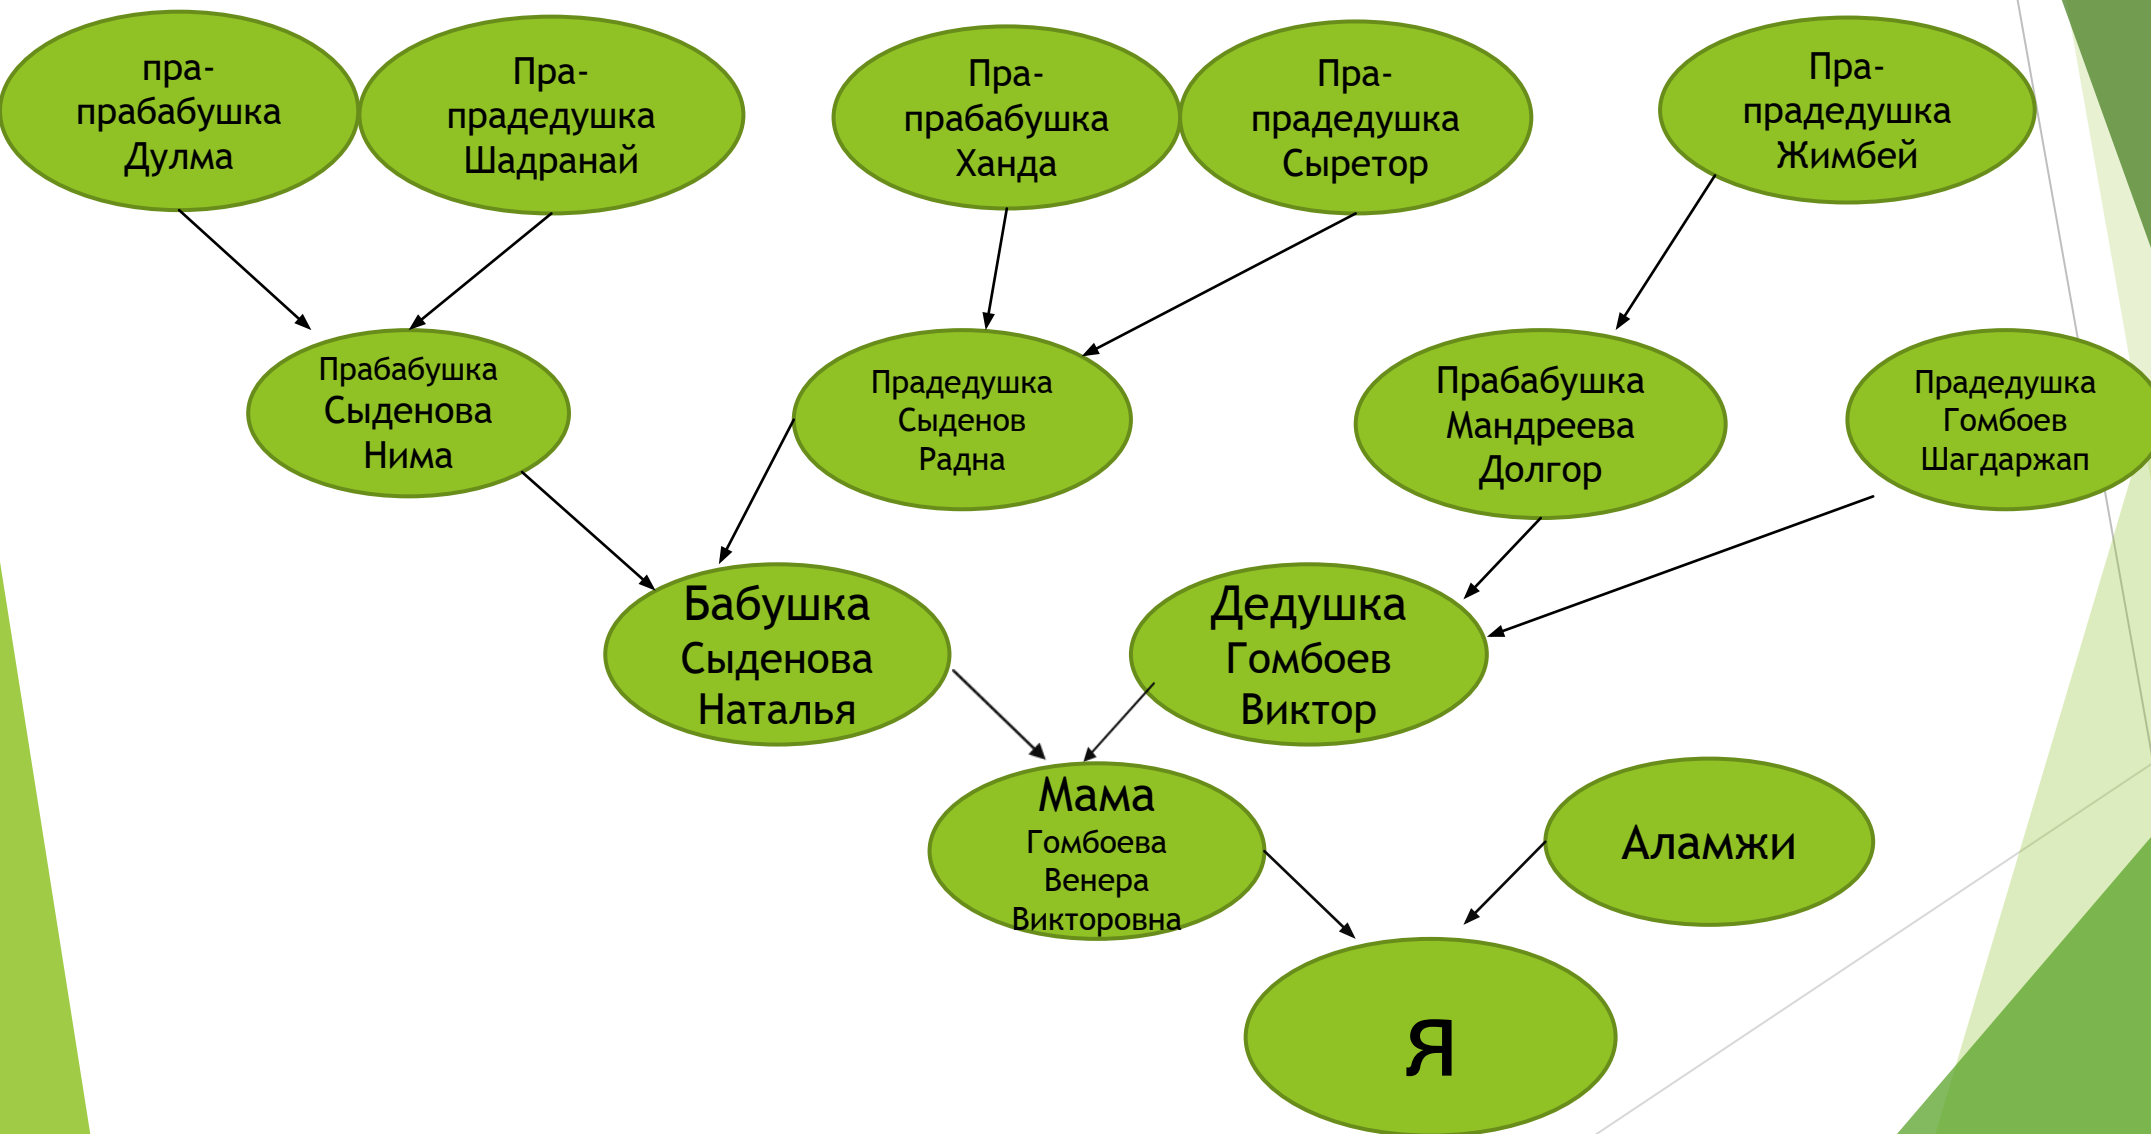 пра-
прабабушка
Дулма
Пра-
прадедушка
Шадранай
Пра-
прабабушка
Ханда
Пра-
прадедушка
Сыретор
Пра-
прадедушка
Жимбей
Прабабушка
Сыденова
Нима
Прадедушка
Сыденов
Радна
Прабабушка
Мандреева
Долгор
Прадедушка
Гомбоев
Шагдаржап
Бабушка
Сыденова
Наталья
Дедушка
Гомбоев
Виктор
Мама
Гомбоева
Венера
Викторовна
Аламжи
я